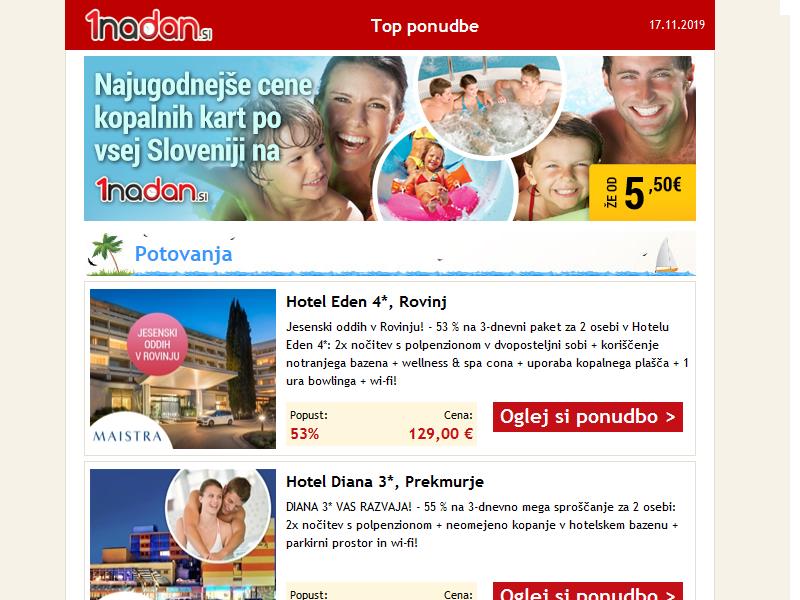 1nadan.si
Top ponudbe
17.11.2019
Najugodnejše cene
kopalnih kart po
vsej Sloveniji na
1nadan.si
ŽE OD 5,50€
Potovanja
JESENSKI
ODDIH
V ROVINJU
MAISTRA
Hotel Eden 4*, Rovinj
Jesenski oddih v Rovinju! - 53 % na 3-dnevni paket za 2 osebi v Hotelu
Eden 4*: 2x nočitev s polpenzionom v dvoposteljni sobi + koriščenje
notranjega bazena + wellness & spa cona + uporaba kopalnega plašča + 1
ura bowlinga + wi-fi!
Popust: Cena:
53% 129,00 €
Oglej si ponudbo >
Hotel Diana 3*, Prekmurje
DIANA 3* VAS RAZVAJA! - 55 % na 3-dnevno mega sproščanje za 2 osebi:
2x nočitev s polpenzionom + neomejeno kopanje v hotelskem bazenu +
parkirni prostor in wi-fi!
Popust: Cena:
Oglej si ponudbo >